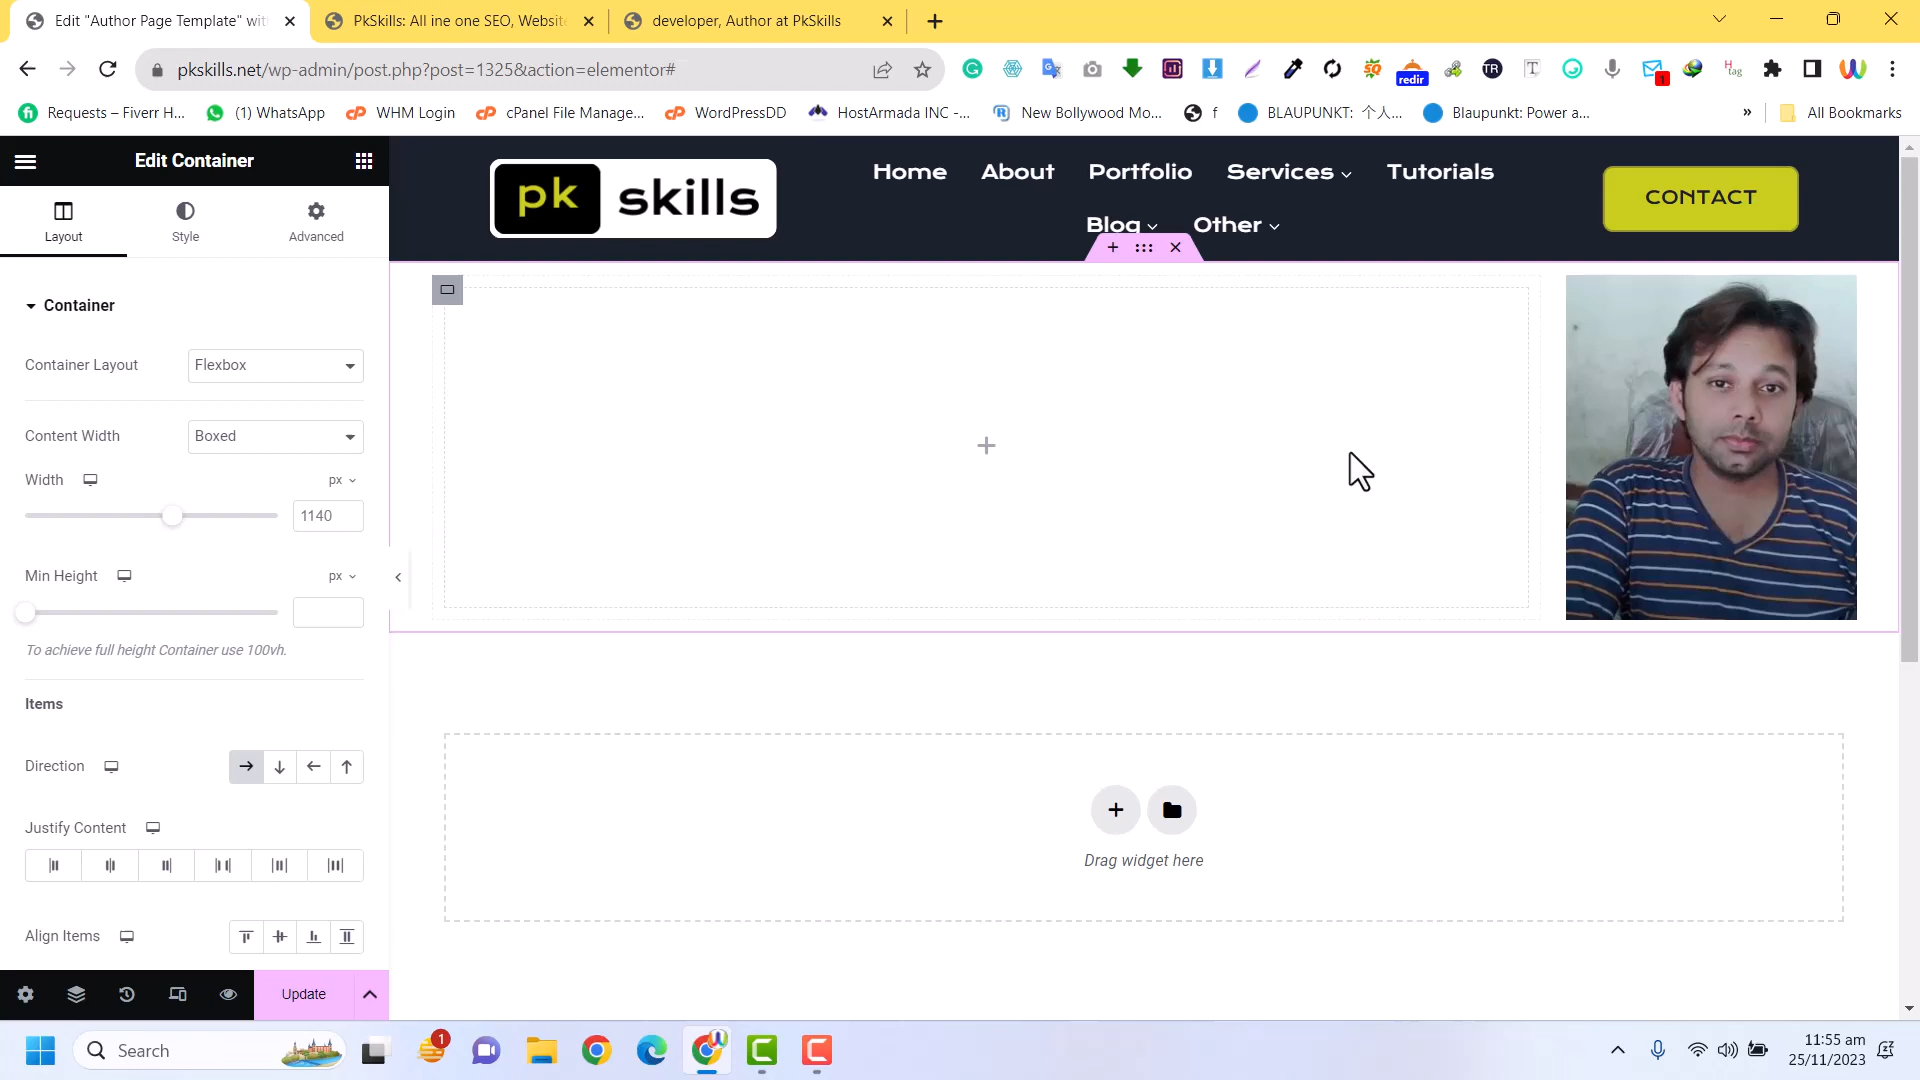 Edit "Author Page Template" wit
PkSkills: All ine one SEO, Website
developer, Author at PkSkills
pkskills.net/wp-admin/post.php?post=1325&action=elementor#
redir
TR
T
1
H
tag
Requests – Fiverr H...
(1) WhatsApp
WHM Login
cPanel File Manage...
WordPressDD
HostArmada INC -...
New Bollywood Mo...
f
BLAUPUNKT: 个人...
Blaupunkt: Power a...
»
All Bookmarks
Edit Container
Layout
Style
Advanced
pk skills
Home
About
Portfolio
Services
Tutorials
Blog
Other
CONTACT
Container
Container Layout
Flexbox
Content Width
Boxed
Width
px
1140
Min Height
px
To achieve full height Container use 100vh.
Items
Direction
Justify Content
Align Items
Drag widget here
Update
Search
1
11:55 am
25/11/2023